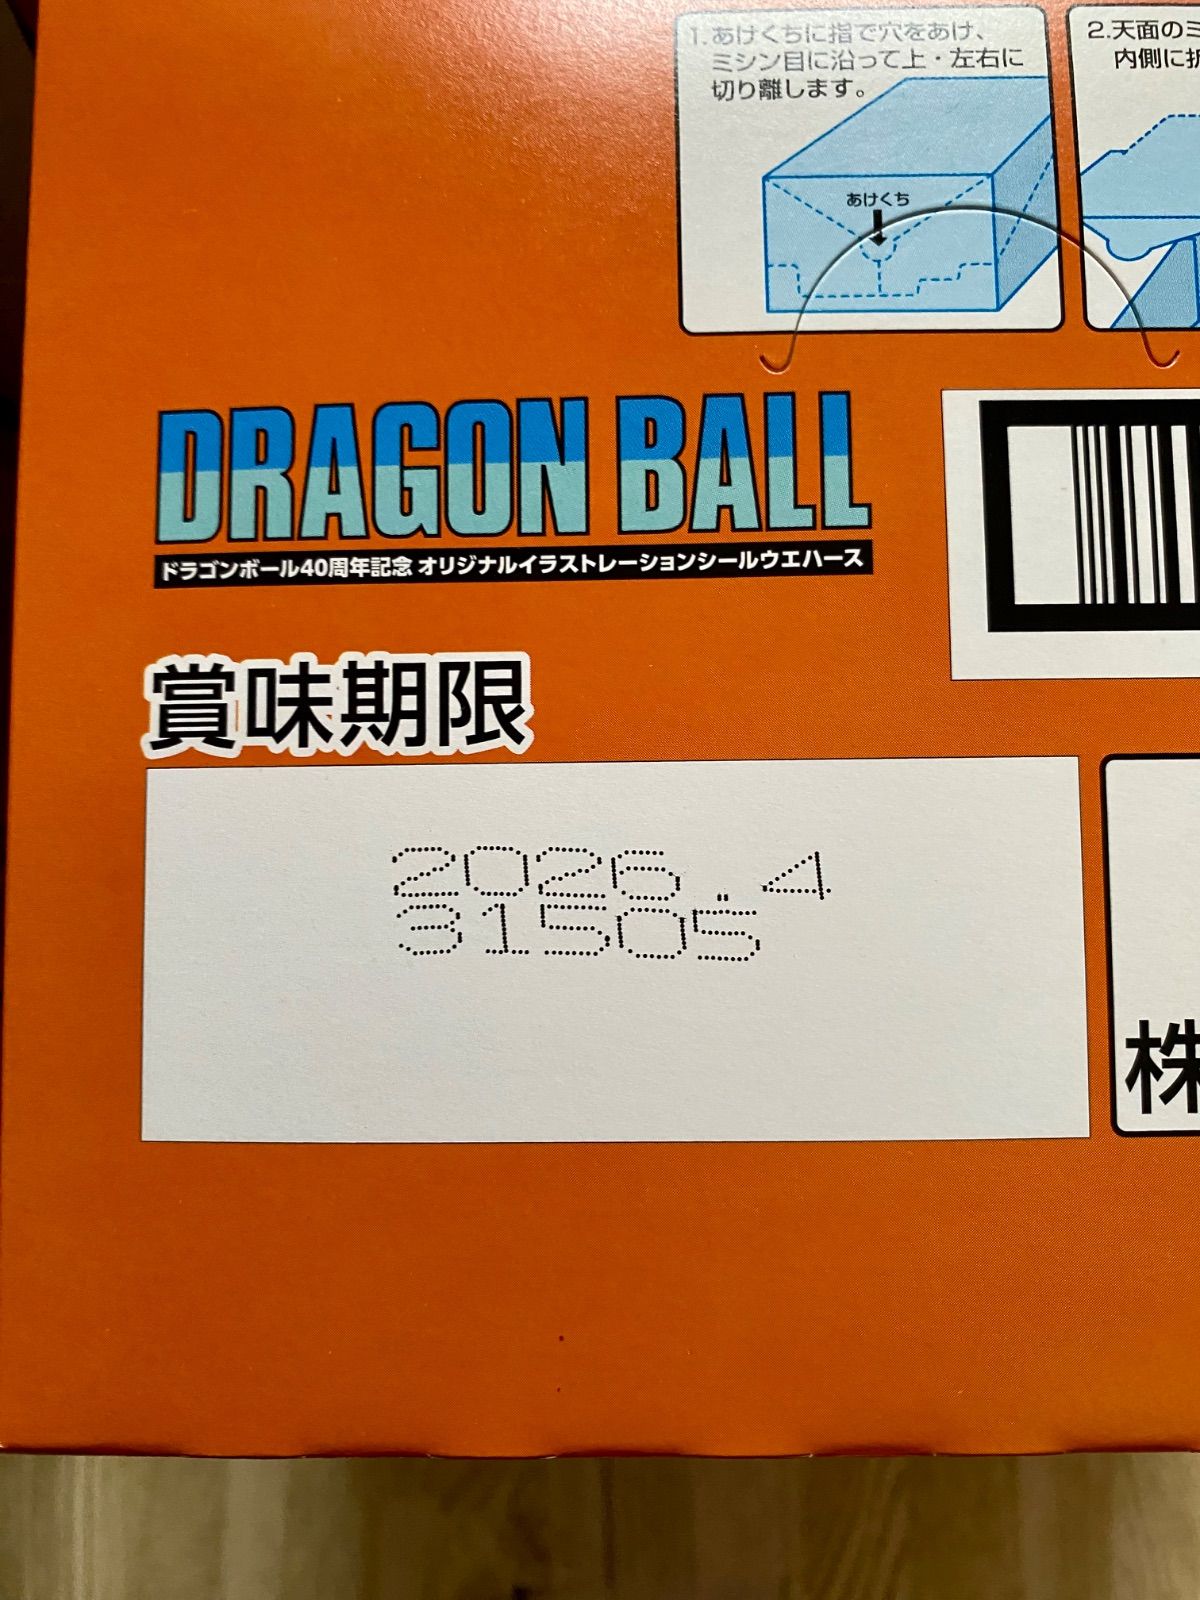 1.あけくちに指で穴をあけ、
ミシン目に沿って上・左右に
切り離します。
あけくち
2.天面のミ
内側に折
DRAGON BALL
ドラゴンボール40周年記念 オリジナルイラストレーションシールウエハース
賞味期限
2026. 4
31505
株